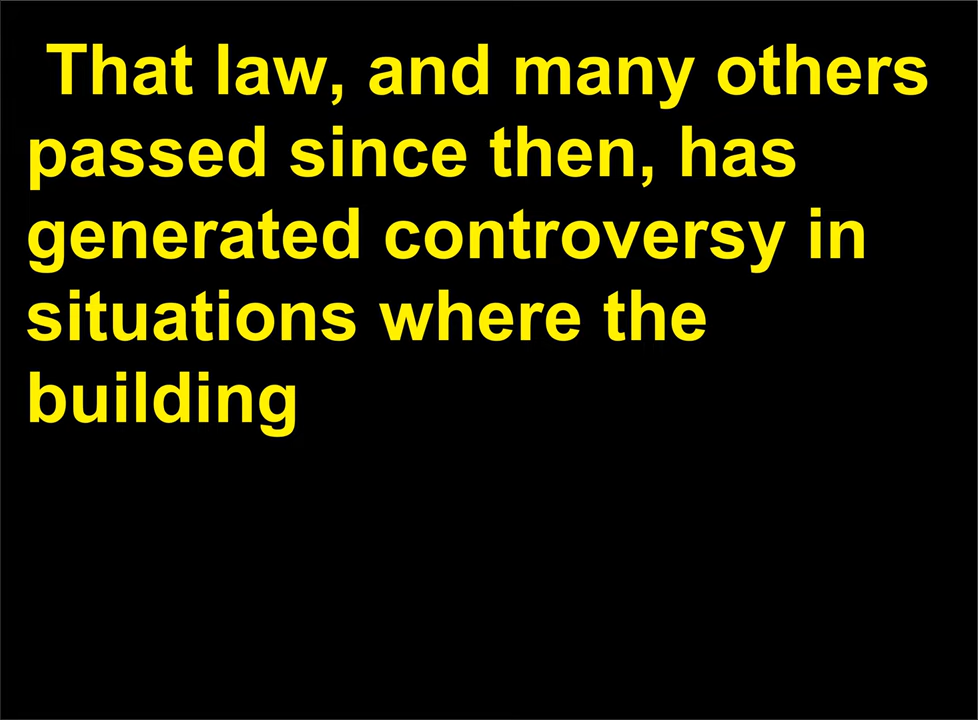 That law, and many others
passed since then, has
generated controversy in
situations where the
building